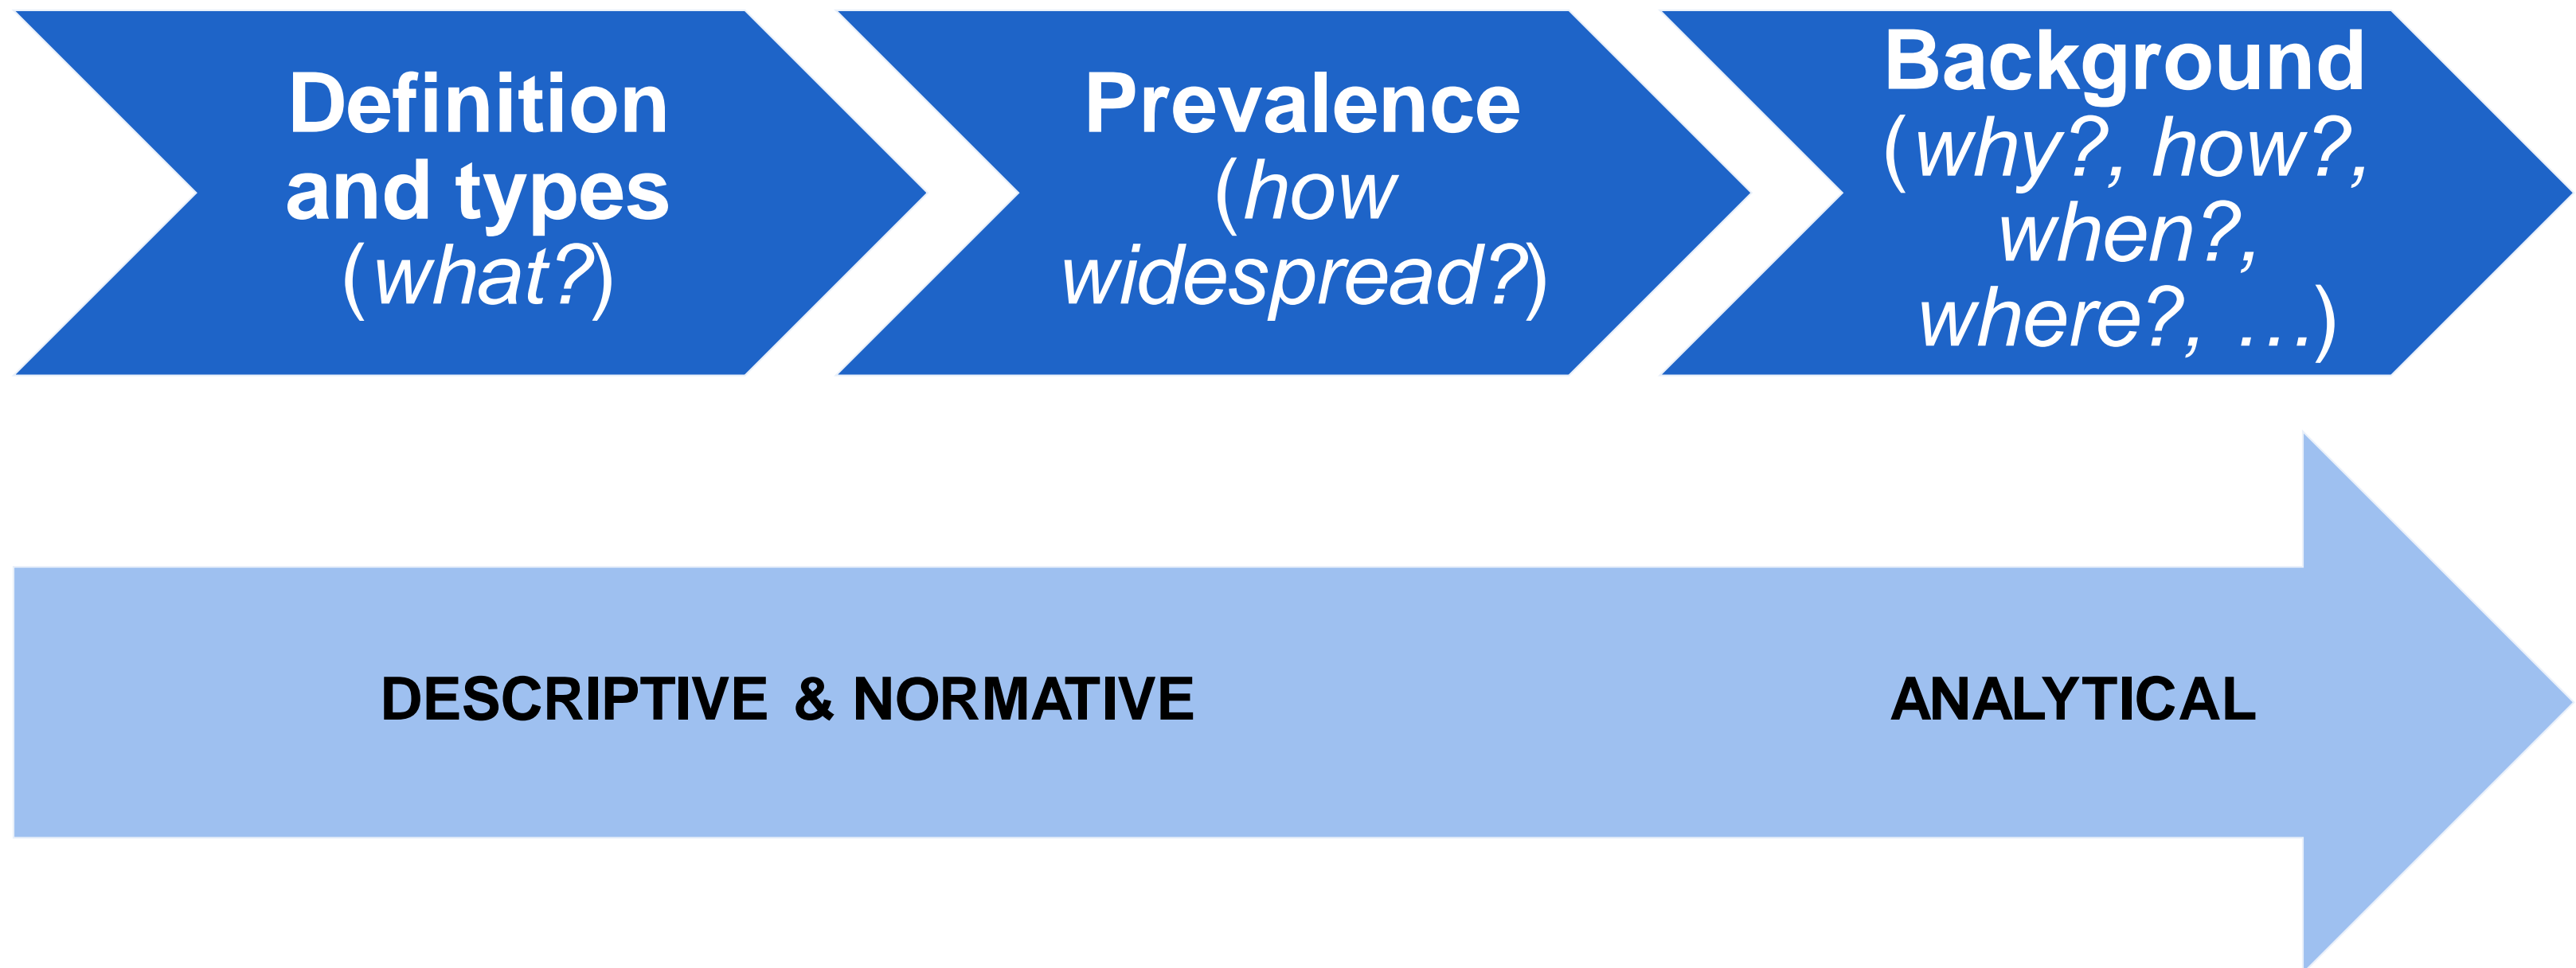 Definition
and types
(what?)
Prevalence
(how
widespread?)
Background
(why?, how?,
when?,
where?, …)
DESCRIPTIVE & NORMATIVE
ANALYTICAL